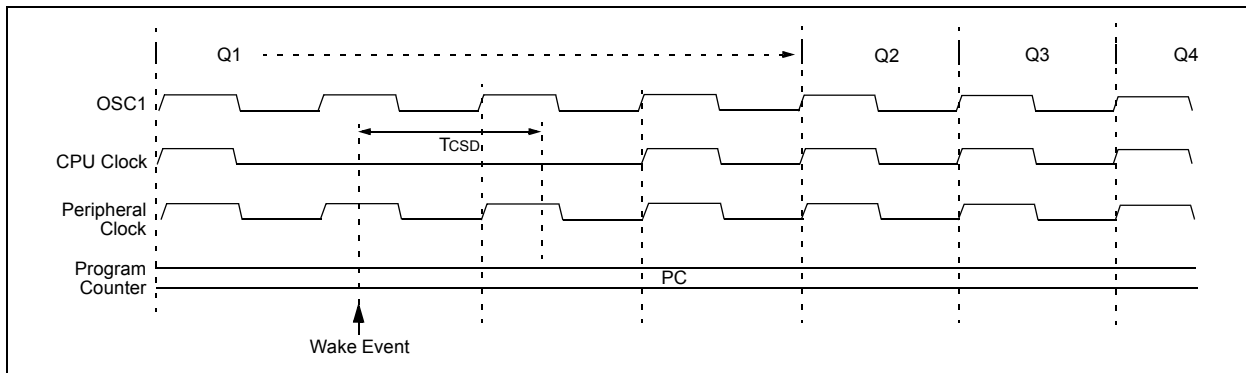 Q1 Q2 Q3 Q4
OSC1
TCSD
CPU Clock
Peripheral
Clock
Program
Counter
PC
Wake Event